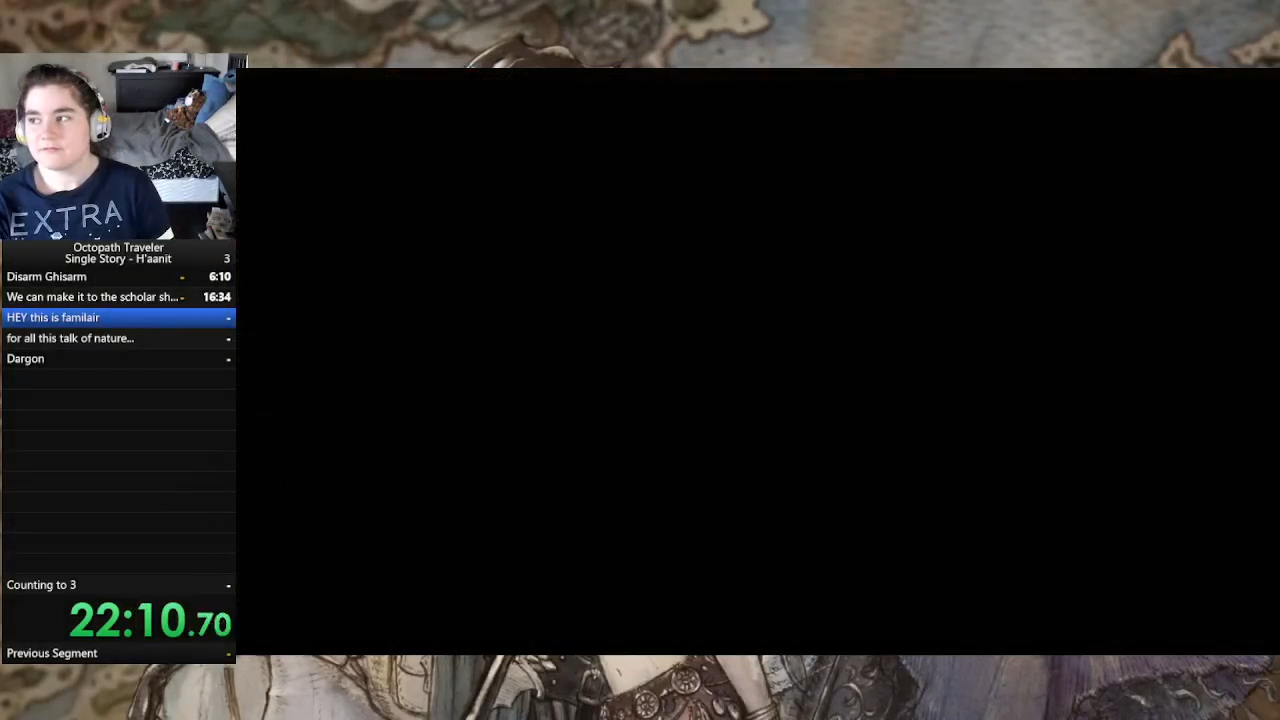 EXTRA
Octopath Traveler
Single Story - H'aanit 3
Disarm Ghisarm - 6:10
We can make it to the scholar sh... - 16:34
HEY this is familair -
for all this talk of nature... -
Dargon -
Counting to 3 -
22:10.70
Previous Segment -